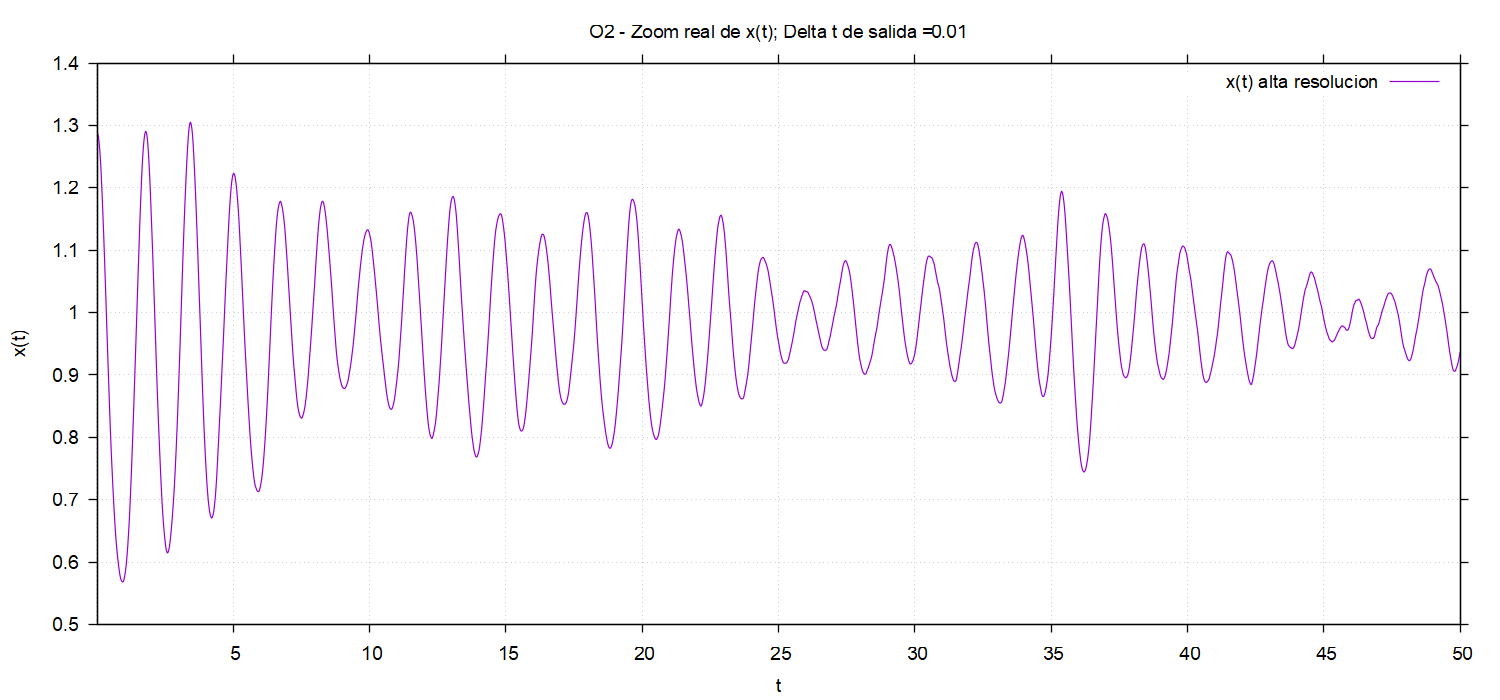 O2 - Zoom real de x(t); Delta t de salida =0.01
x(t) alta resolucion
1.4
1.3
1.2
1.1
1
0.9
0.8
0.7
0.6
0.5
x(t)
5 10 15 20 25 30 35 40 45 50
t